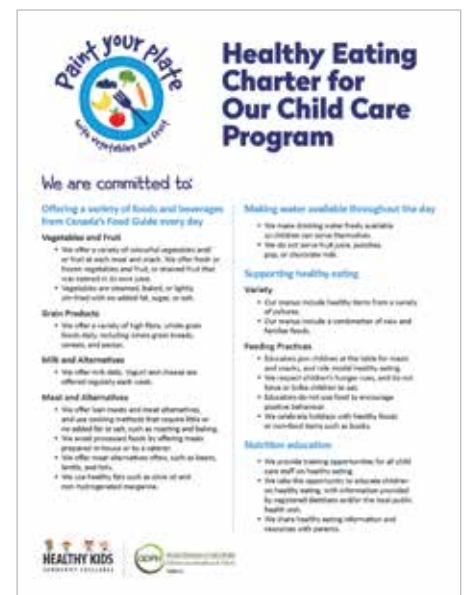 Paint your plate
with vegetables and fruit
Healthy Eating
Charter for
Our Child Care
Program
We are committed to:
Offering a variety of foods and beverages
from Canada's Food Guide every day
Vegetables and Fruit
• We offer a variety of colourful vegetables and/
or fruit at each meal and snack. We offer fresh or
frozen vegetables and fruit, or canned fruit that
was canned in its own juice.
• Vegetables are steamed, baked, or lightly
stir-fried with no added fat, sugar, or salt.
Grain Products
• We offer a variety of high fibre, whole grain
foods daily, including whole grain breads,
cereals, and pastas.
Milk and Alternatives
• We offer milk daily. Yogurt and cheese are
offered regularly each week.
Meat and Alternatives
• We offer lean meats and meat alternatives,
and use cooking methods that require little or
no added fat or salt, such as roasting and baking.
• We avoid processed foods by offering meals
prepared in-house or by a caterer.
• We offer meat alternatives often, such as beans,
lentils, and tofu.
• We use healthy fats such as olive oil and
non-hydrogenated margarine.
Making water available throughout the day
• We make drinking water freely available
so children can serve themselves.
• We do not serve fruit juice, punches,
pop, or chocolate milk.
Supporting healthy eating
Variety
• Our menus include healthy items from a variety
of cultures.
• Our menus include a combination of new and
familiar foods.
Feeding Practices
• Educators join children at the table for meals
and snacks, and role model healthy eating.
• We respect children's hunger cues, and do not
force or bribe children to eat.
• Educators do not use food to encourage
positive behaviour.
• We celebrate holidays with healthy foods
or non-food items such as books.
Nutrition education
• We provide training opportunities for all child
care staff on healthy eating.
• We take the opportunity to educate children
on healthy eating, with information provided
by registered dietitians and/or the local public
health unit.
• We share healthy eating information and
resources with parents.
HEALTHY KIDS
COMMUNITY CHALLENGE
ODPH